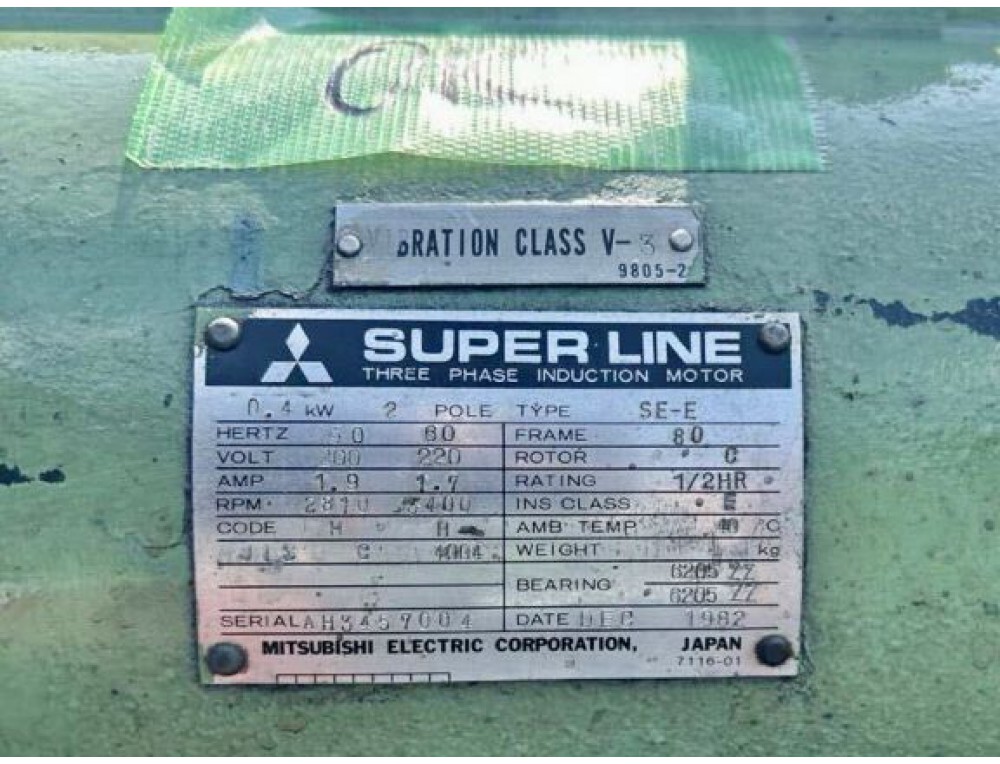 VIBRATION CLASS V-3
9805-2
SUPER LINE
THREE PHASE INDUCTION MOTOR
0.4 kW 2 POLE TYPE SE-E
HERTZ 50 60 FRAME 80
VOLT 200 220 ROTOR C
AMP 1.9 1.7 RATING 1/2HR
RPM 2810 3400 INS CLASS E
CODE H H AMB TEMP 40 °C
JIS C 4004 WEIGHT kg
BEARING 6205 ZZ
6205 ZZ
SERIAL AH3457004 DATE DEC 1982
MITSUBISHI ELECTRIC CORPORATION, JAPAN
7116-01